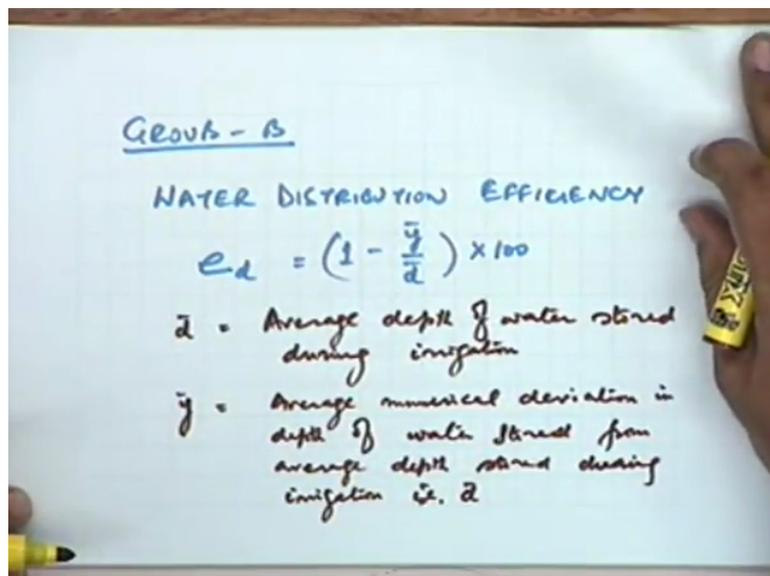 GROUP - B
WATER DISTRIBUTION EFFICIENCY
e_d = (1 - ȳ/d̄) × 100
d̄ = Average depth of water stored
during irrigation
ȳ = Average numerical deviation in
depth of water stored from
average depth stored during
irrigation i.e. d̄